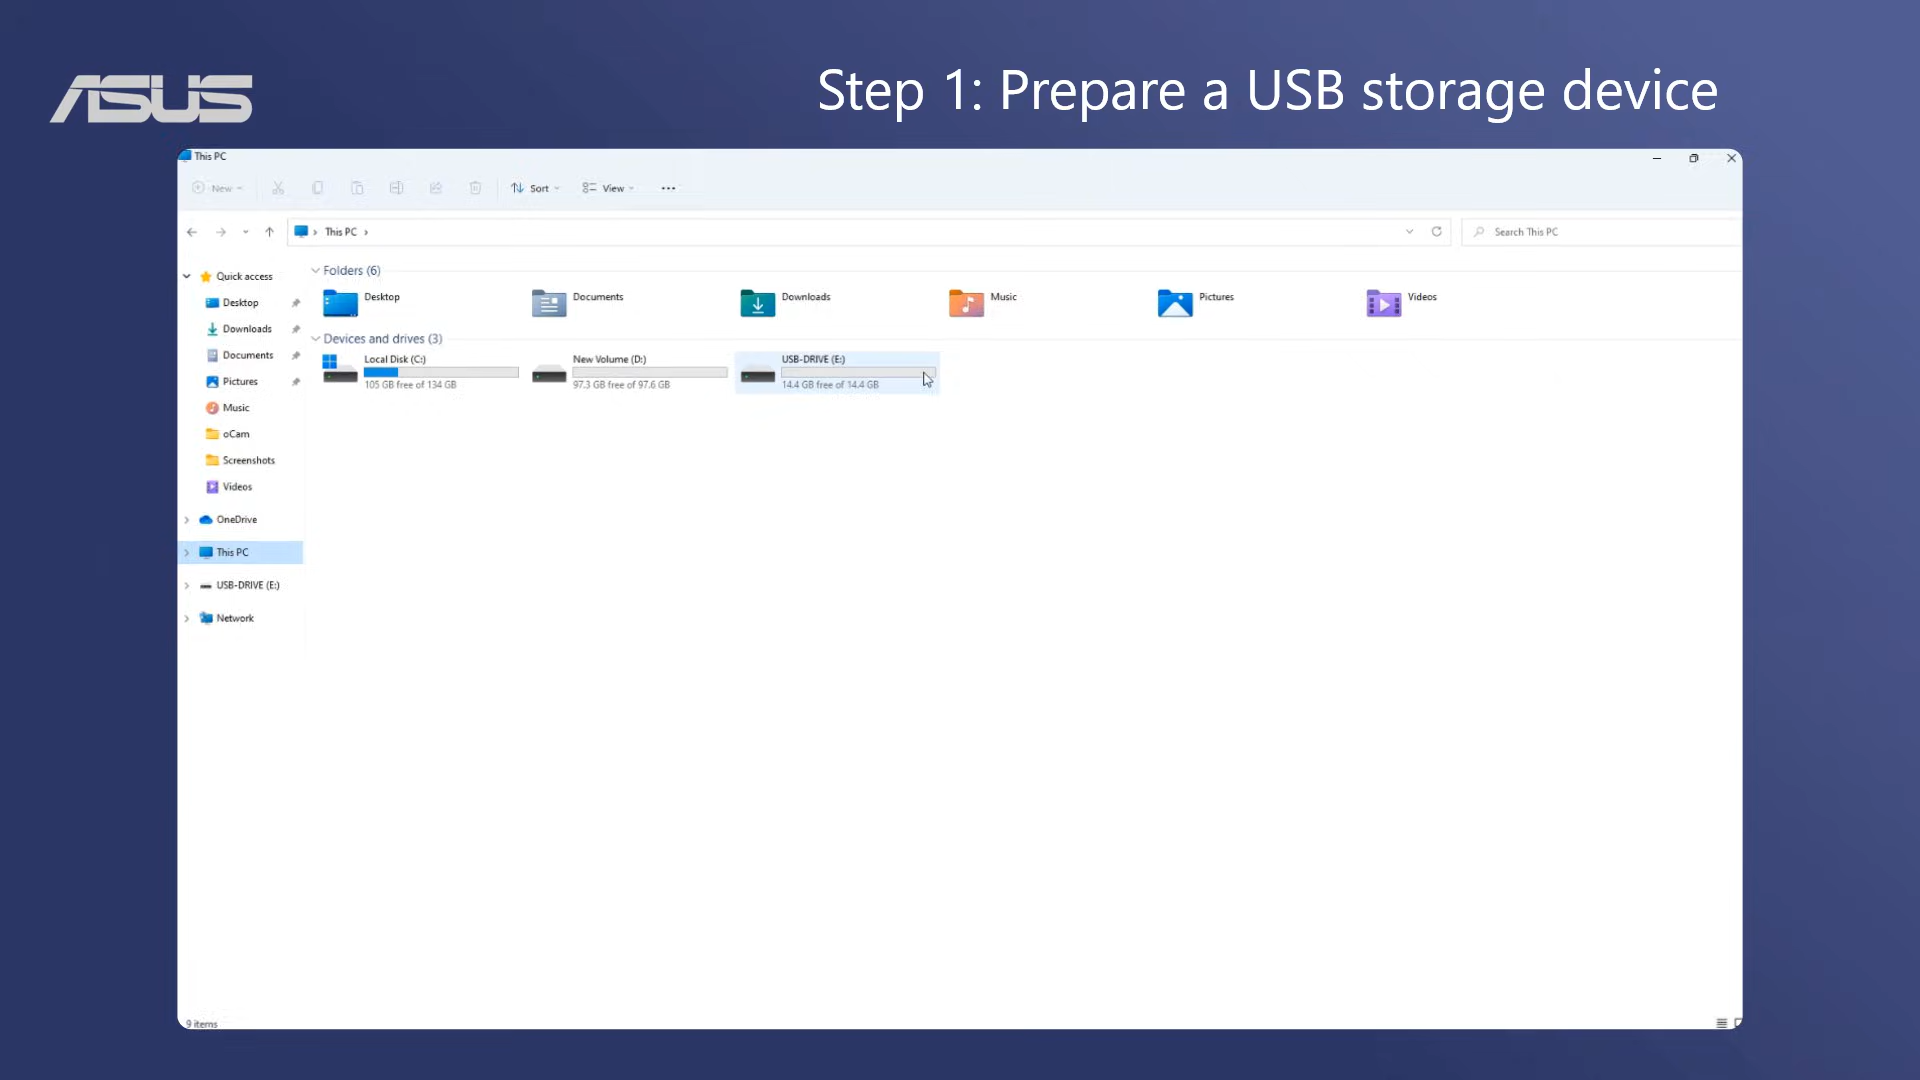 ASUS
Step 1: Prepare a USB storage device
This PC
New
Sort
View
This PC
Search This PC
Quick access
Desktop
Downloads
Documents
Pictures
Music
oCam
Screenshots
Videos
OneDrive
This PC
USB-DRIVE (E:)
Network
Folders (6)
Desktop
Documents
Downloads
Music
Pictures
Videos
Devices and drives (3)
Local Disk (C:)
105 GB free of 134 GB
New Volume (D:)
97.3 GB free of 97.6 GB
USB-DRIVE (E:)
14.4 GB free of 14.4 GB
9 items